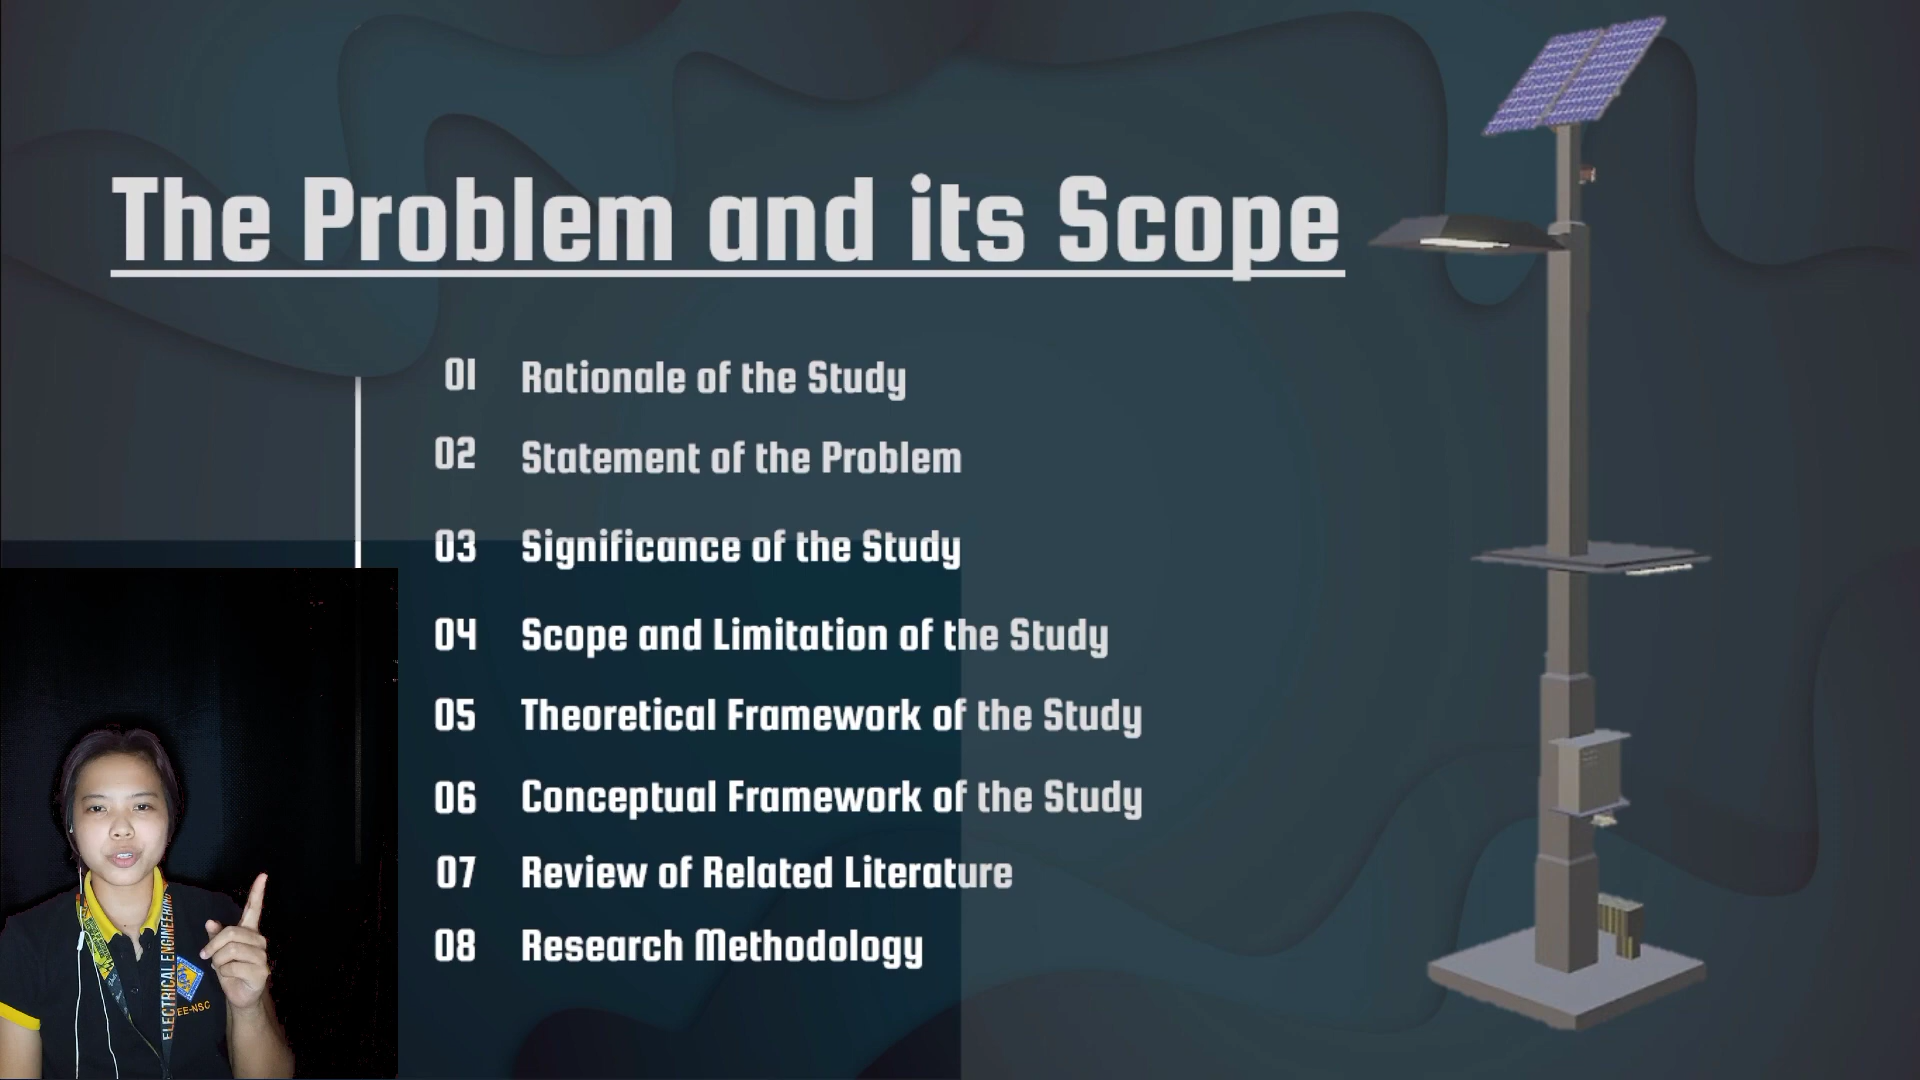 The Problem and its Scope
01 Rationale of the Study
02 Statement of the Problem
03 Significance of the Study
04 Scope and Limitation of the Study
05 Theoretical Framework of the Study
06 Conceptual Framework of the Study
07 Review of Related Literature
08 Research Methodology
ELECTRICAL ENGINEERING
EE-NSC